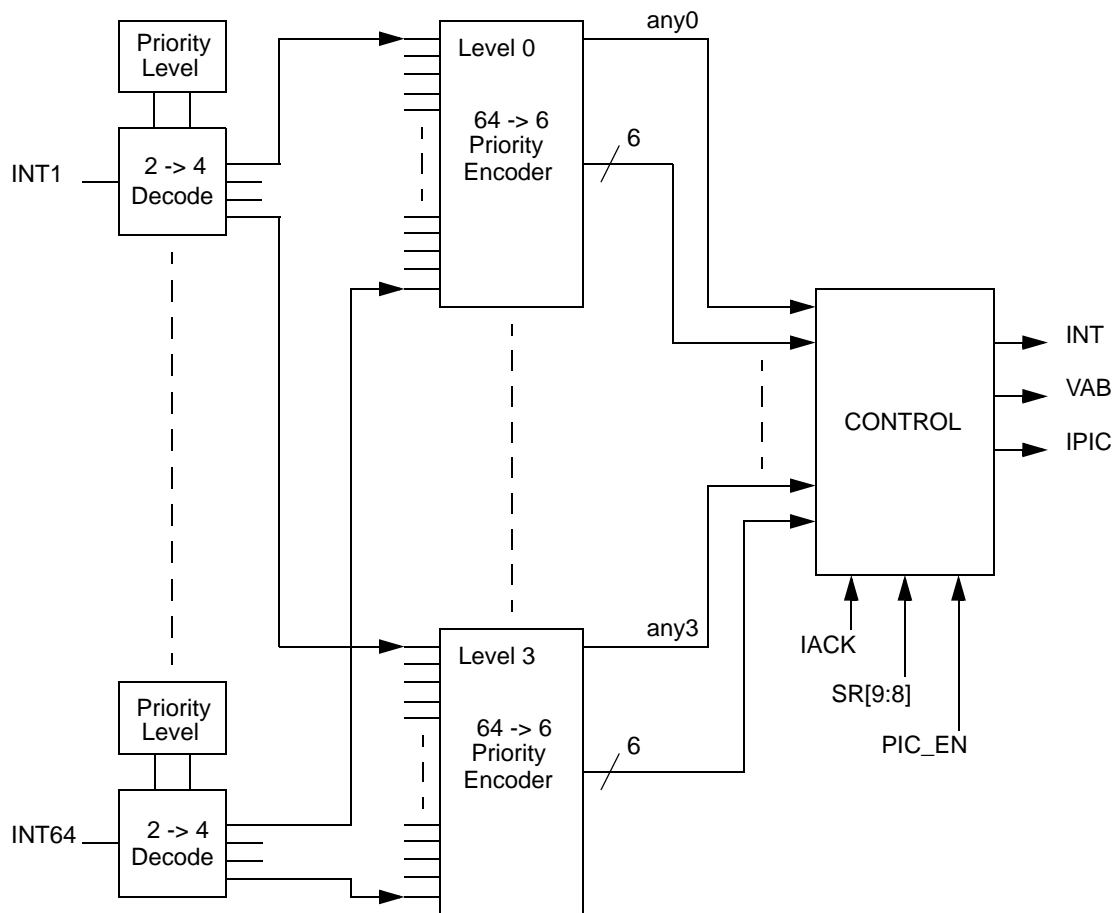 Priority
Level
2 -> 4
Decode
INT1
Level 0
64 -> 6
Priority
Encoder
any0
6
CONTROL
INT
VAB
IPIC
IACK
SR[9:8]
PIC_EN
Priority
Level
2 -> 4
Decode
INT64
Level 3
64 -> 6
Priority
Encoder
any3
6